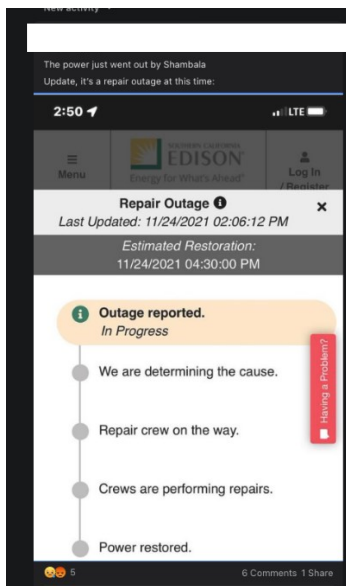 New activity
The power just went out by Shambala
Update, it's a repair outage at this time:
2:50
LTE
SOUTHERN CALIFORNIA
Menu
EDISON
Energy for What's Ahead®
Log In
/ Register
Repair Outage
×
Last Updated: 11/24/2021 02:06:12 PM
Estimated Restoration:
11/24/2021 04:30:00 PM
Outage reported.
In Progress
We are determining the cause.
Having a Problem?
Repair crew on the way.
Crews are performing repairs.
Power restored.
5
6 Comments 1 Share